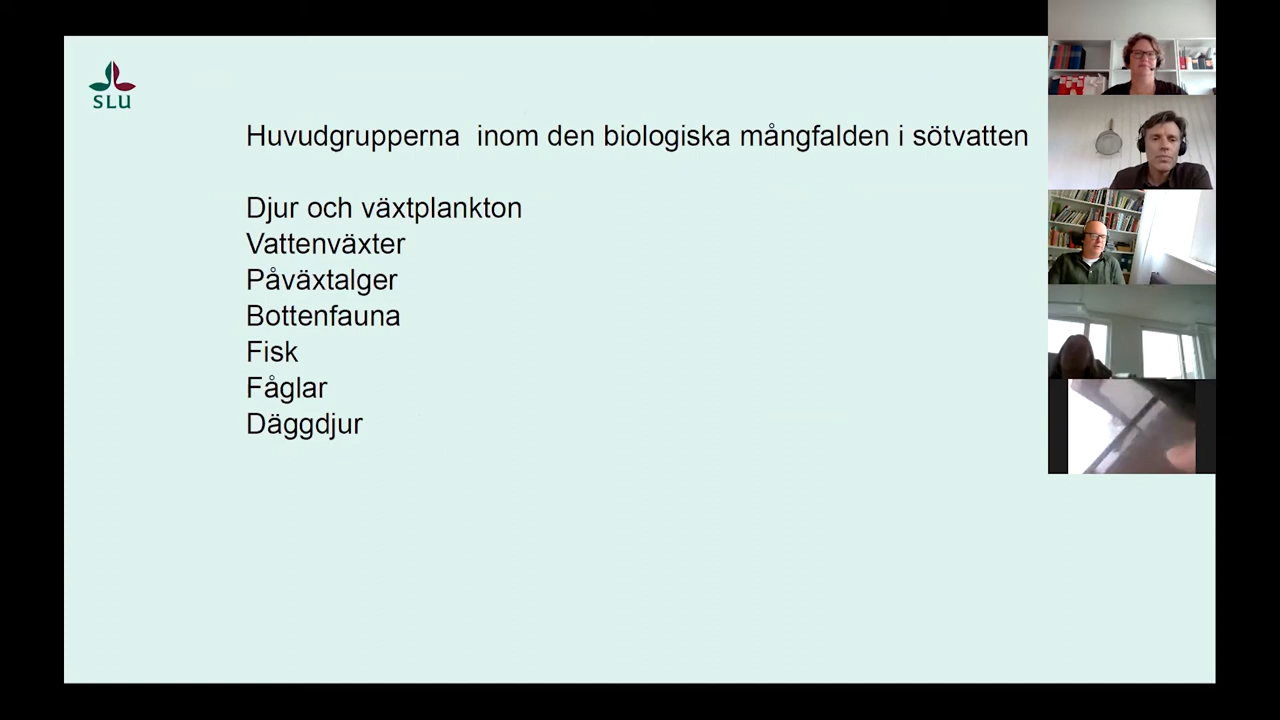 SLU
Huvudgrupperna inom den biologiska mångfalden i sötvatten
Djur och växtplankton
Vattenväxter
Påväxtalger
Bottenfauna
Fisk
Fåglar
Däggdjur